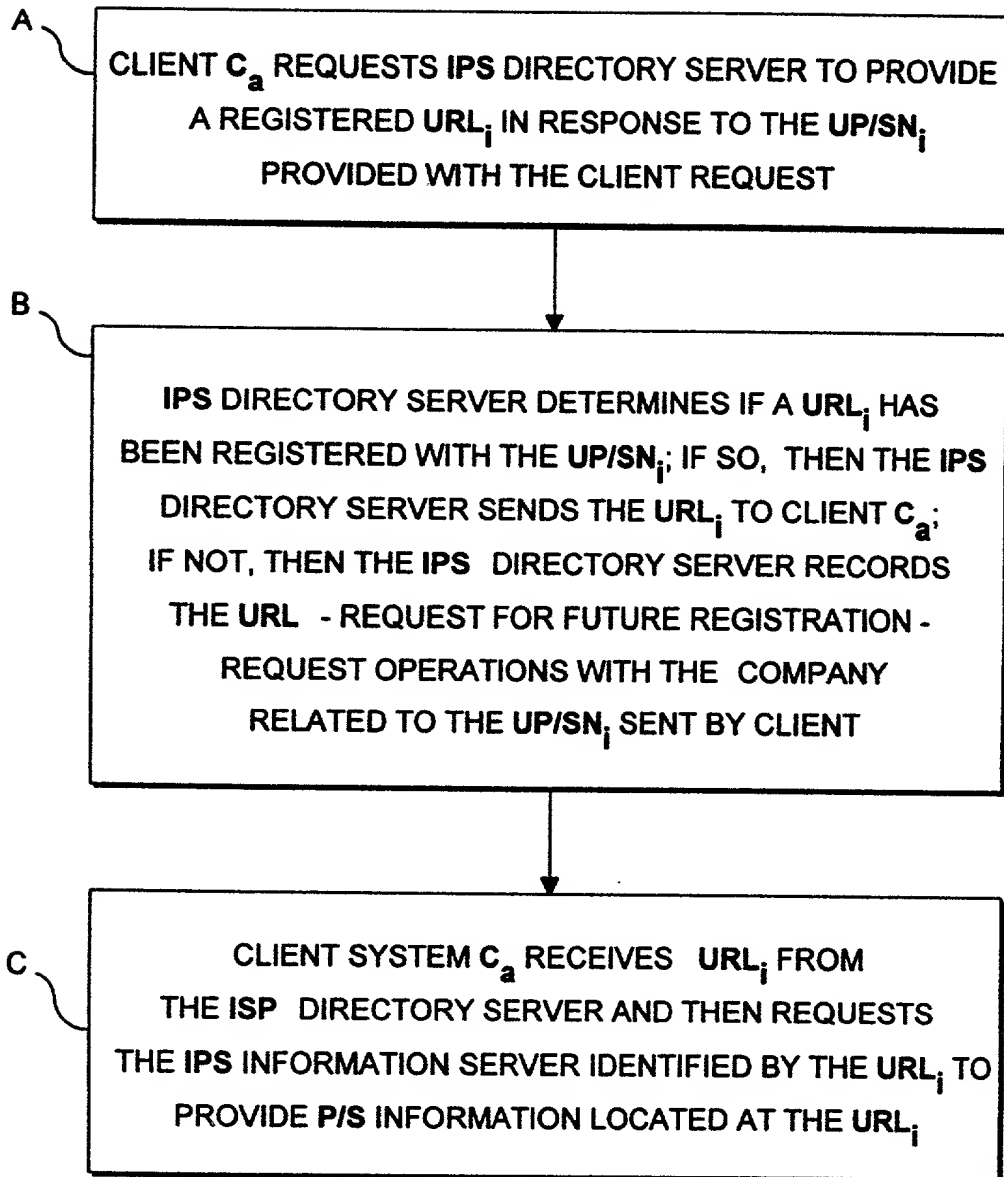 A
CLIENT Ca REQUESTS IPS DIRECTORY SERVER TO PROVIDE
A REGISTERED URLi IN RESPONSE TO THE UP/SNi
PROVIDED WITH THE CLIENT REQUEST
B
IPS DIRECTORY SERVER DETERMINES IF A URLi HAS
BEEN REGISTERED WITH THE UP/SNi; IF SO, THEN THE IPS
DIRECTORY SERVER SENDS THE URLi TO CLIENT Ca;
IF NOT, THEN THE IPS DIRECTORY SERVER RECORDS
THE URL - REQUEST FOR FUTURE REGISTRATION -
REQUEST OPERATIONS WITH THE COMPANY
RELATED TO THE UP/SNi SENT BY CLIENT
C
CLIENT SYSTEM Ca RECEIVES URLi FROM
THE ISP DIRECTORY SERVER AND THEN REQUESTS
THE IPS INFORMATION SERVER IDENTIFIED BY THE URLi TO
PROVIDE P/S INFORMATION LOCATED AT THE URLi